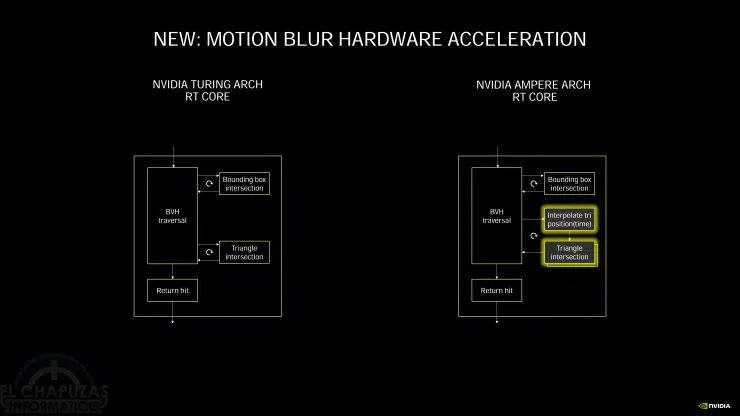 NEW: MOTION BLUR HARDWARE ACCELERATION
NVIDIA TURING ARCH
RT CORE
BVH
traversal
Bounding box
intersection
Triangle
intersection
Return hit
NVIDIA AMPERE ARCH
RT CORE
BVH
traversal
Bounding box
intersection
Interpolate tri
position(time)
Triangle
intersection
Return hit
EL CHAPUZAS
INFORMÁTICO
NVIDIA